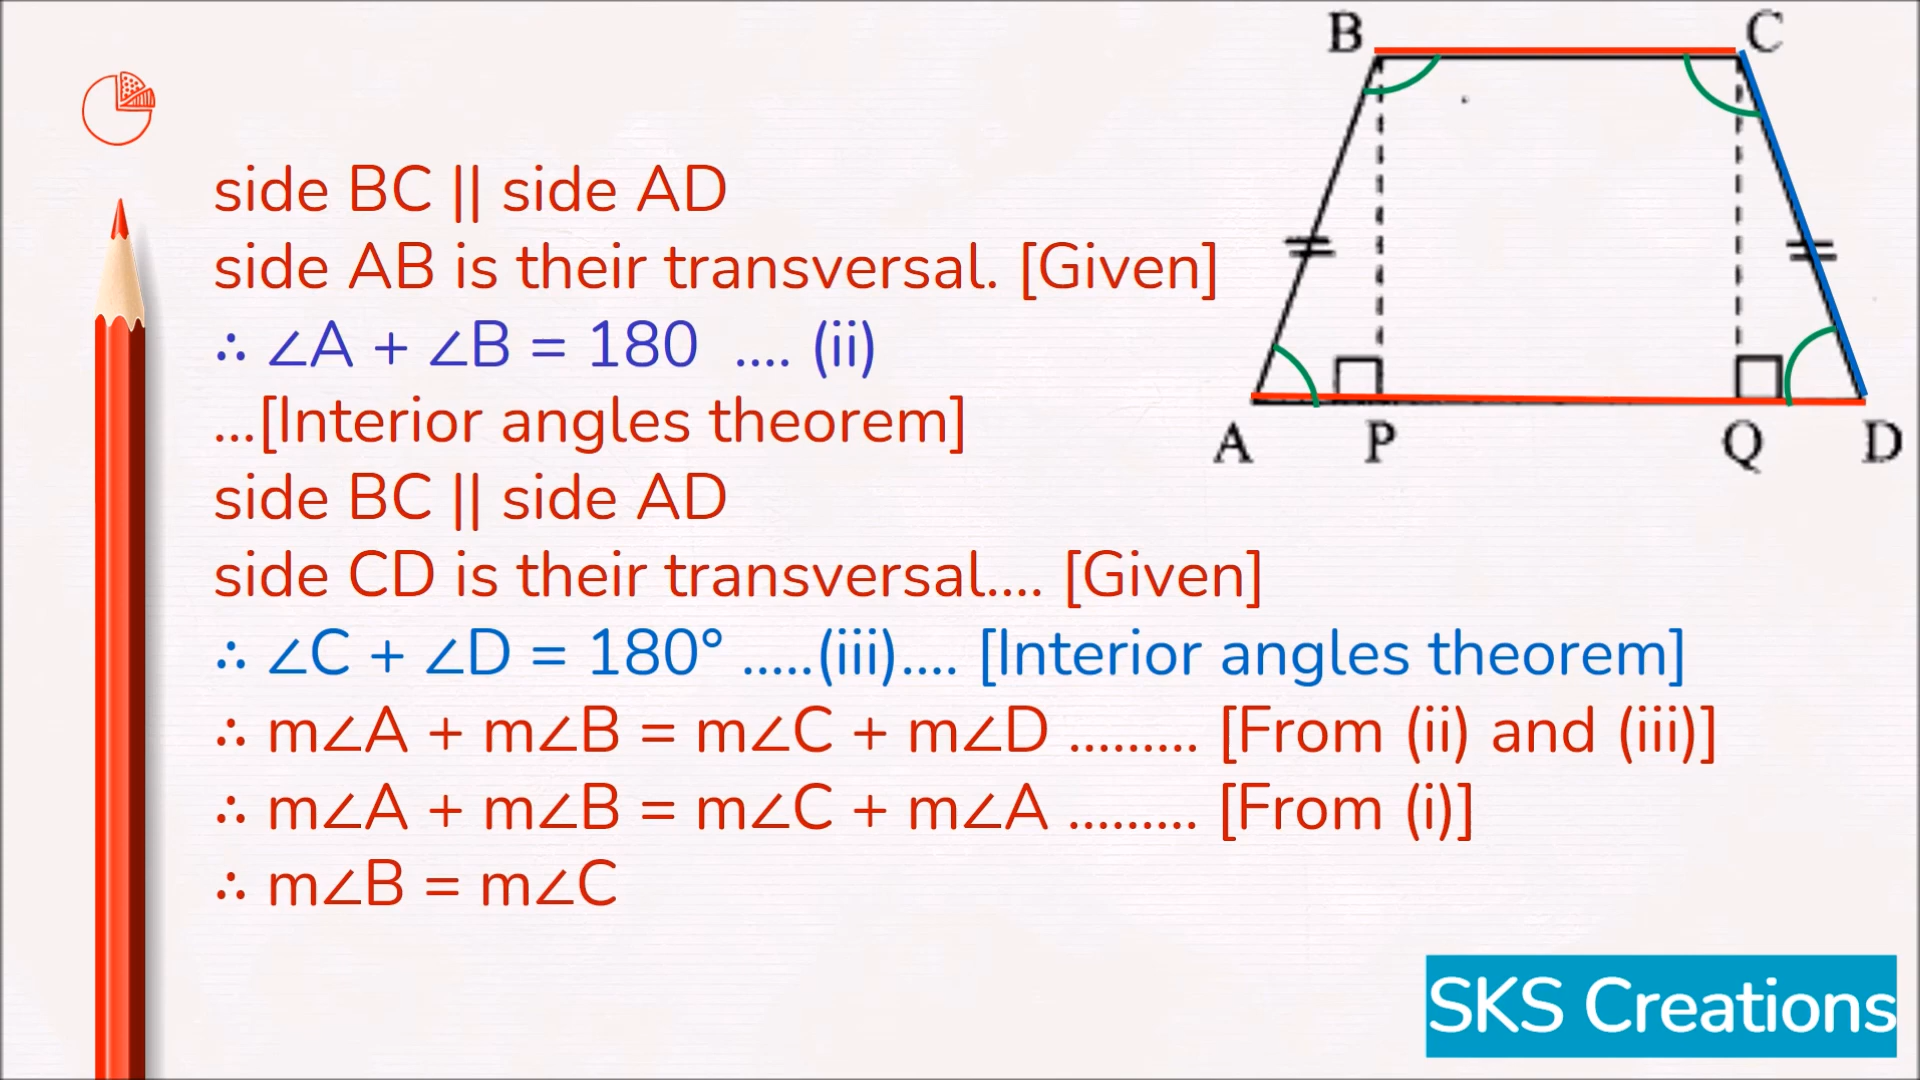 B
C
side BC || side AD
side AB is their transversal. [Given]
∴ ∠A + ∠B = 180 .... (ii)
...[Interior angles theorem]
A
P
Q
D
side BC || side AD
side CD is their transversal.... [Given]
∴ ∠C + ∠D = 180° .....(iii).... [Interior angles theorem]
∴ m∠A + m∠B = m∠C + m∠D ......... [From (ii) and (iii)]
∴ m∠A + m∠B = m∠C + m∠A ......... [From (i)]
∴ m∠B = m∠C
SKS Creations